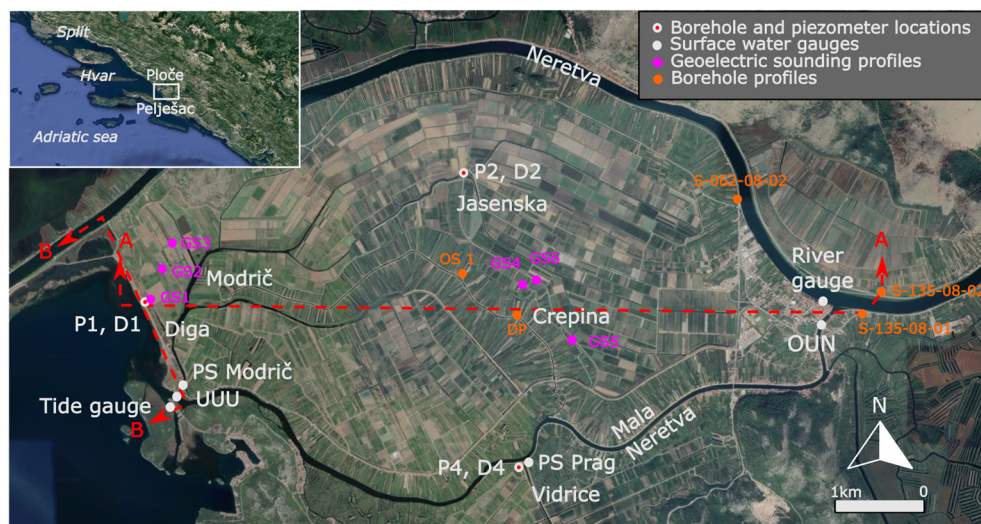 Split
Hvar
Ploče
Pelješac
Adriatic sea
Borehole and piezometer locations
Surface water gauges
Geoelectric sounding profiles
Borehole profiles
Neretva
P2, D2
Jasenska
S-082-08-02
B
A
GS3
GS2
GS1
Modrič
OS 1
GS4
GS6
River
gauge
A
S-135-08-02
P1, D1
Diga
DP
Crepina
GS5
OUN
S-135-08-01
PS Modrič
UUU
Tide gauge
B
Mala
Neretva
P4, D4
PS Prag
Vidrice
N
1km
0